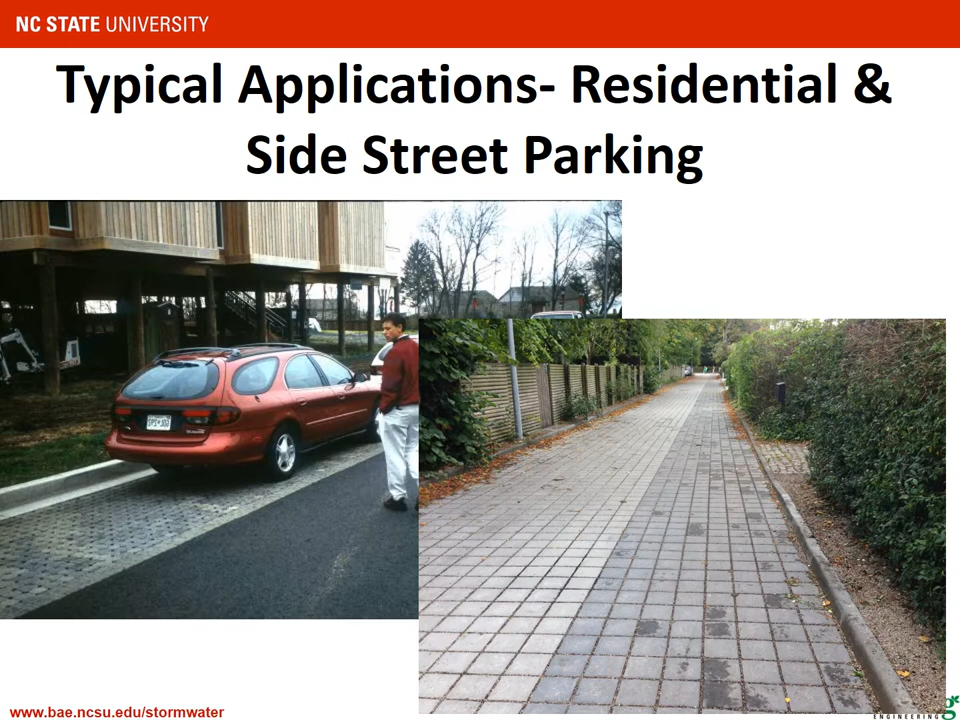 NC STATE UNIVERSITY
Typical Applications- Residential &
Side Street Parking
www.bae.ncsu.edu/stormwater
ENGINEERING